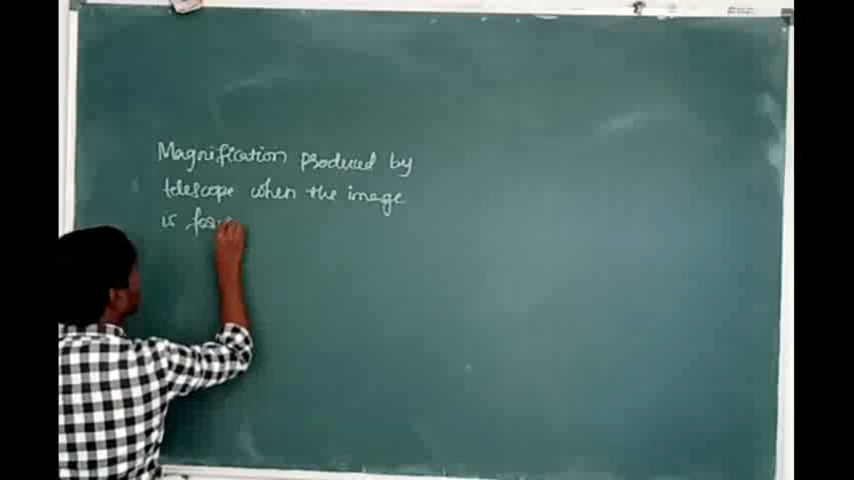 Magnification produced by
telescope when the image
is